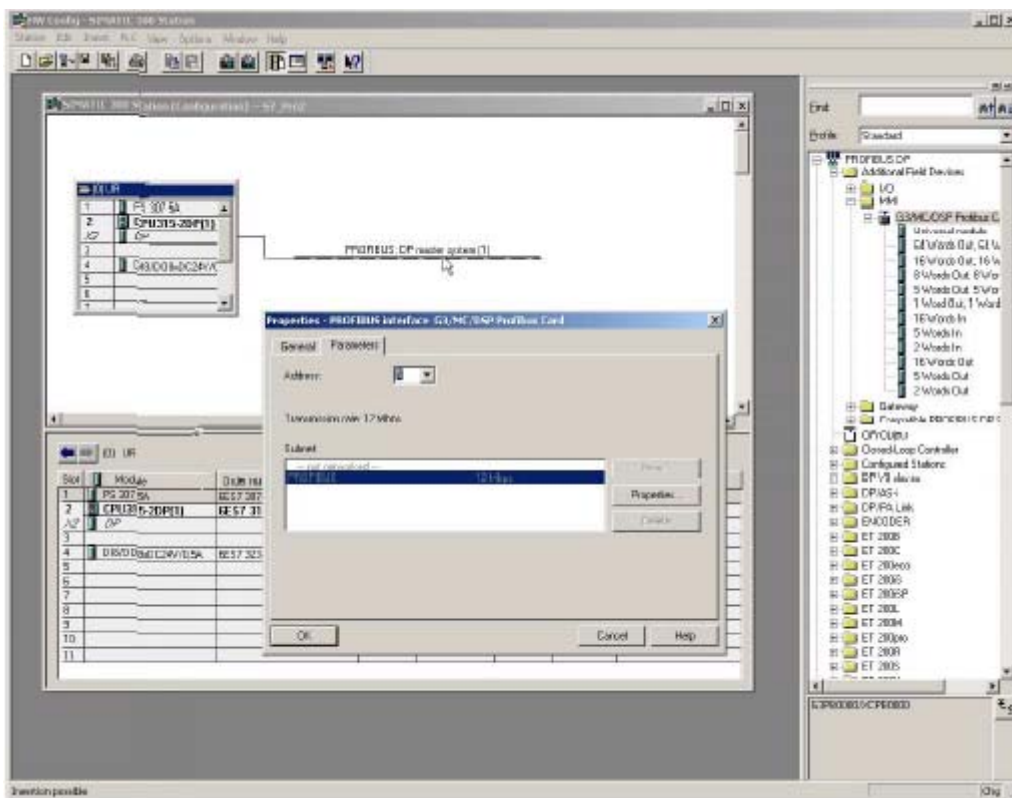 HW Config - SIMATIC 300 Station
Station Edit Insert PLC View Options Window Help
SIMATIC 300 Station (Configuration) -- S7_Pro2
(0) UR
1 PS 307 5A
2 CPU315-2DP(1)
X2 DP
3
4 DI8/DO8xDC24V/0
5
6
7
PROFIBUS: DP master system (1)
Find:
Profile: Standard
PROFIBUS DP
Additional Field Devices
I/O
MMI
G3/MC/DSP Profibus C
Universal module
64 Words Out, 64 W
16 Words Out, 16 W
8 Words Out, 8 Wor
5 Words Out, 5 Wor
1 Word Out, 1 Word
16 Words In
5 Words In
2 Words In
16 Words Out
5 Words Out
2 Words Out
Gateway
Compatible PROFIBUS DP S
Closed-Loop Controller
Configured Stations
DP V0 slaves
DP/AS-i
DP/PA Link
ENCODER
ET 200B
ET 200C
ET 200eco
ET 200iS
ET 200iSP
ET 200L
ET 200M
ET 200pro
ET 200R
ET 200S
Properties - PROFIBUS interface G3/MC/DSP Profibus Card
General Parameters
Address:
Transmission rate: 12 Mbps
Subnet:
--- not networked ---
PROFIBUS 12 Mbps
New...
Properties...
Delete
OK Cancel Help
(0) UR
Slot Module Order nu
1 PS 307 5A 6ES7 307
2 CPU315-2DP(1) 6ES7 31
X2 DP
3
4 DI8/DO8xDC24V/0,5A 6ES7 323
5
6
7
8
9
10
11
Insertion possible Chg